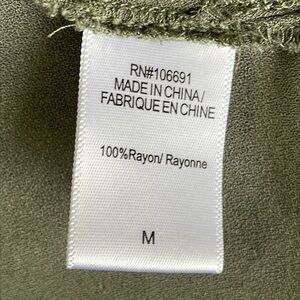 RN#106691
MADE IN CHINA/
FABRIQUE EN CHINE
100%Rayon/ Rayonne
M